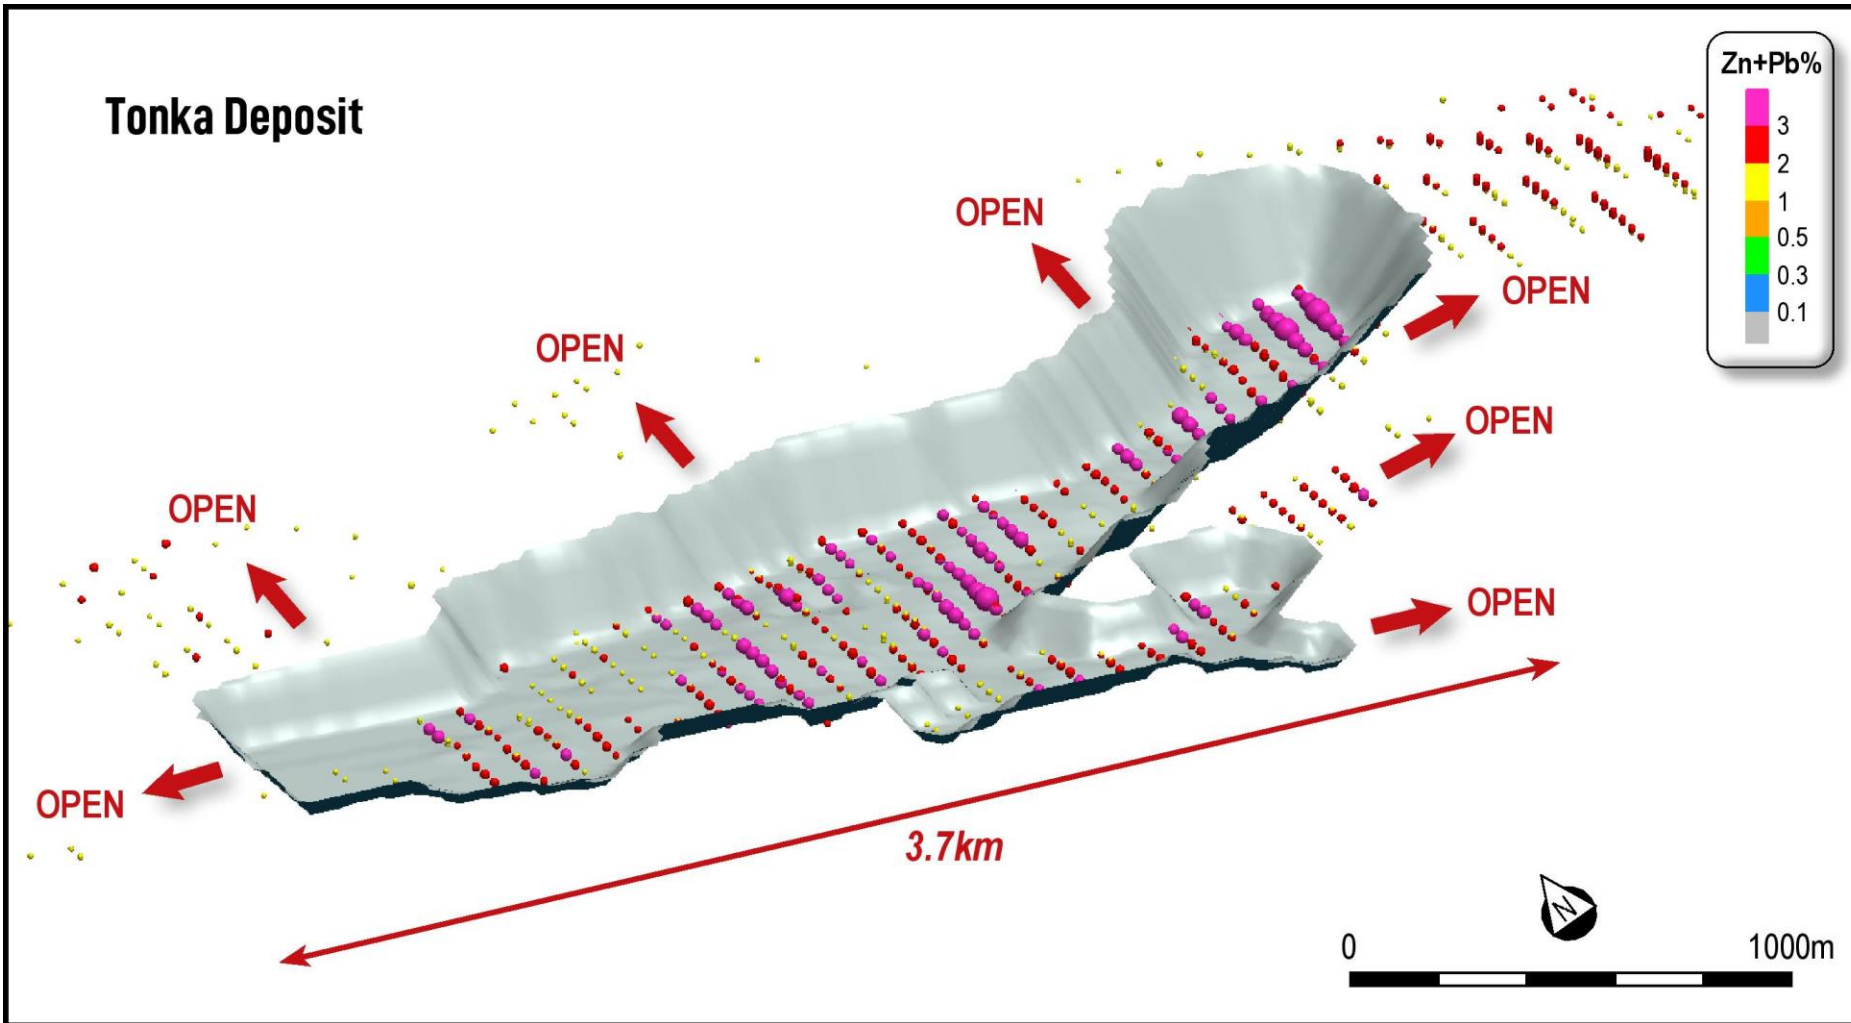 Tonka Deposit
Zn+Pb%
3
2
1
0.5
0.3
0.1
OPEN
OPEN
OPEN
OPEN
OPEN
OPEN
OPEN
3.7km
N
0 1000m